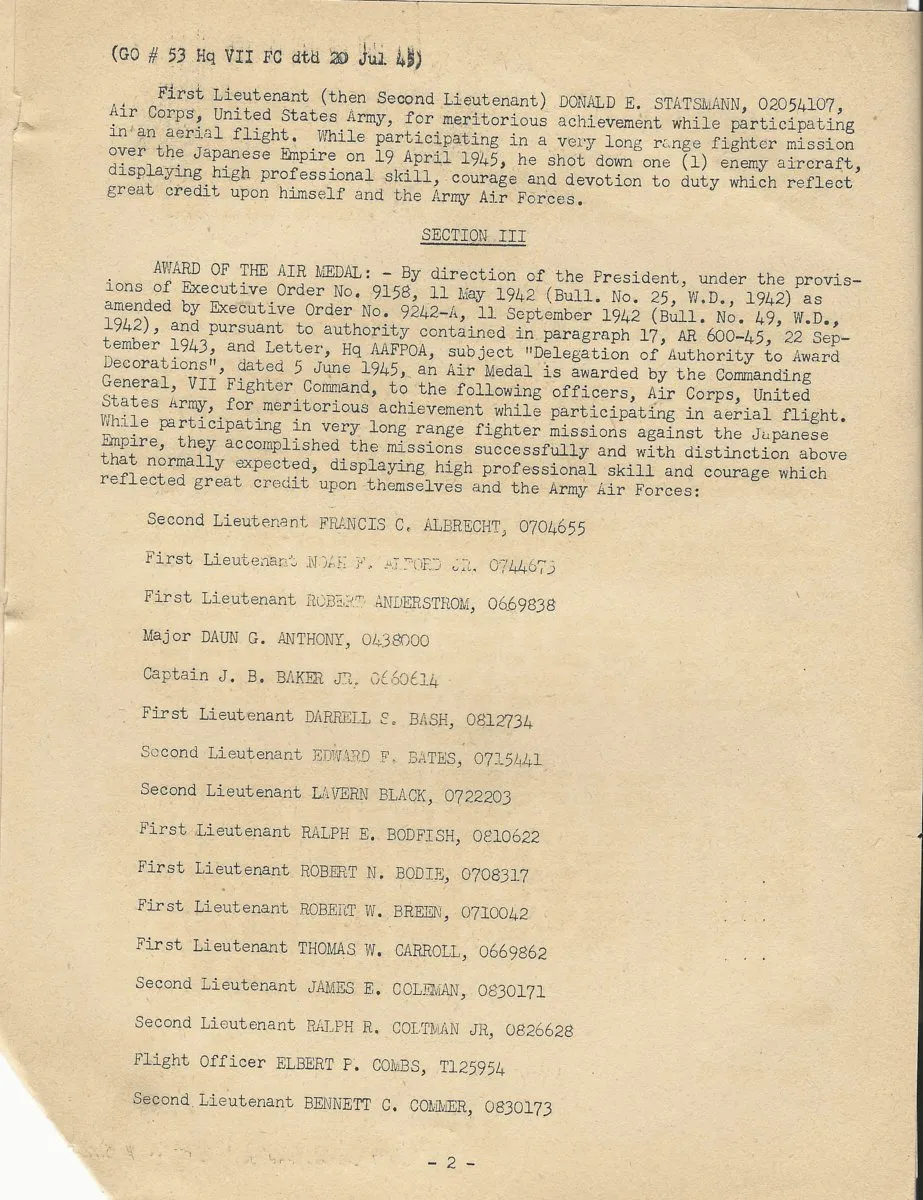 (GO # 53 Hq VII FC dtd 20 Jul 45)
First Lieutenant (then Second Lieutenant) DONALD E. STATSMANN, 02054107,
Air Corps, United States Army, for meritorious achievement while participating
in an aerial flight. While participating in a very long range fighter mission
over the Japanese Empire on 19 April 1945, he shot down one (1) enemy aircraft,
displaying high professional skill, courage and devotion to duty which reflect
great credit upon himself and the Army Air Forces.
SECTION III
AWARD OF THE AIR MEDAL: - By direction of the President, under the provis-
ions of Executive Order No. 9158, 11 May 1942 (Bull. No. 25, W.D., 1942) as
amended by Executive Order No. 9242-A, 11 September 1942 (Bull. No. 49, W.D.,
1942), and pursuant to authority contained in paragraph 17, AR 600-45, 22 Sep-
tember 1943, and Letter, Hq AAFPOA, subject "Delegation of Authority to Award
Decorations", dated 5 June 1945, an Air Medal is awarded by the Commanding
General, VII Fighter Command, to the following officers, Air Corps, United
States Army, for meritorious achievement while participating in aerial flight.
While participating in very long range fighter missions against the Japanese
Empire, they accomplished the missions successfully and with distinction above
that normally expected, displaying high professional skill and courage which
reflected great credit upon themselves and the Army Air Forces:
Second Lieutenant FRANCIS C. ALBRECHT, 0704655
First Lieutenant NOAH F. ALFORD JR. 0744675
First Lieutenant ROBERT ANDERSTROM, 0669838
Major DAUN G. ANTHONY, 0438000
Captain J. B. BAKER JR. 0660614
First Lieutenant DARRELL S. BASH, 0812734
Second Lieutenant EDWARD F. BATES, 0715441
Second Lieutenant LAVERN BLACK, 0722203
First Lieutenant RALPH E. BODFISH, 0810622
First Lieutenant ROBERT N. BODIE, 0708317
First Lieutenant ROBERT W. BREEN, 0710042
First Lieutenant THOMAS W. CARROLL, 0669862
Second Lieutenant JAMES E. COLEMAN, 0830171
Second Lieutenant RALPH R. COLTMAN JR, 0826628
Flight Officer ELBERT P. COMBS, T125954
Second Lieutenant BENNETT C. COMMER, 0830173
- 2 -